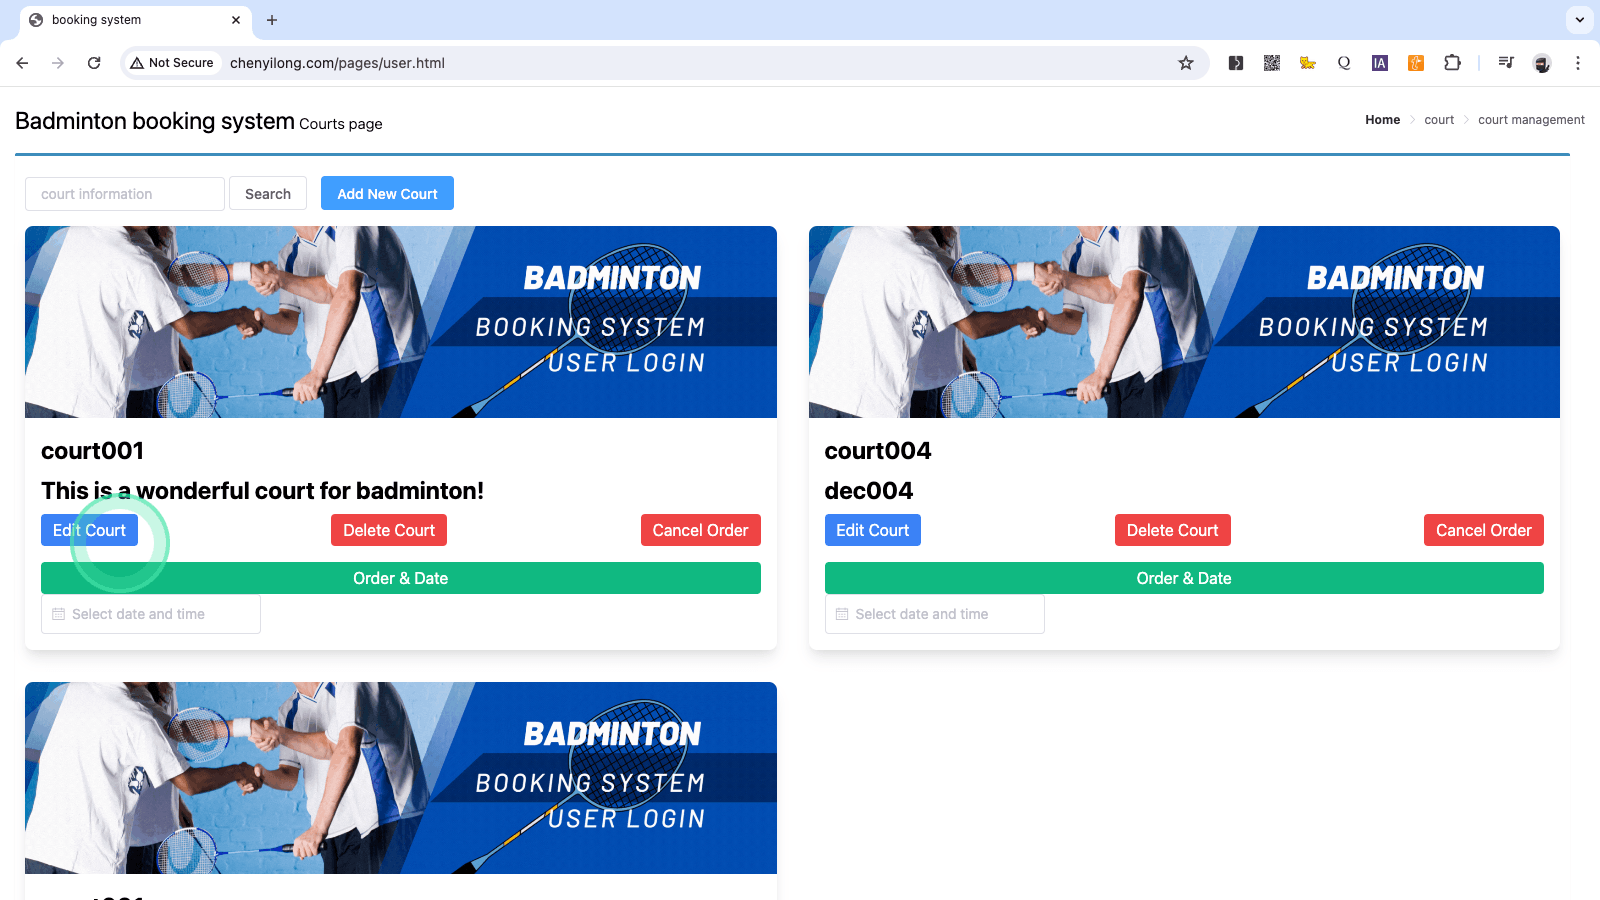 booking system
Not Secure
chenyilong.com/pages/user.html
IA
Badminton booking system Courts page
Home court court management
court information Search Add New Court
BADMINTON
BOOKING SYSTEM
USER LOGIN
court001
This is a wonderful court for badminton!
Edit Court Delete Court Cancel Order
Order & Date
Select date and time
BADMINTON
BOOKING SYSTEM
USER LOGIN
court004
dec004
Edit Court Delete Court Cancel Order
Order & Date
Select date and time
BADMINTON
BOOKING SYSTEM
USER LOGIN